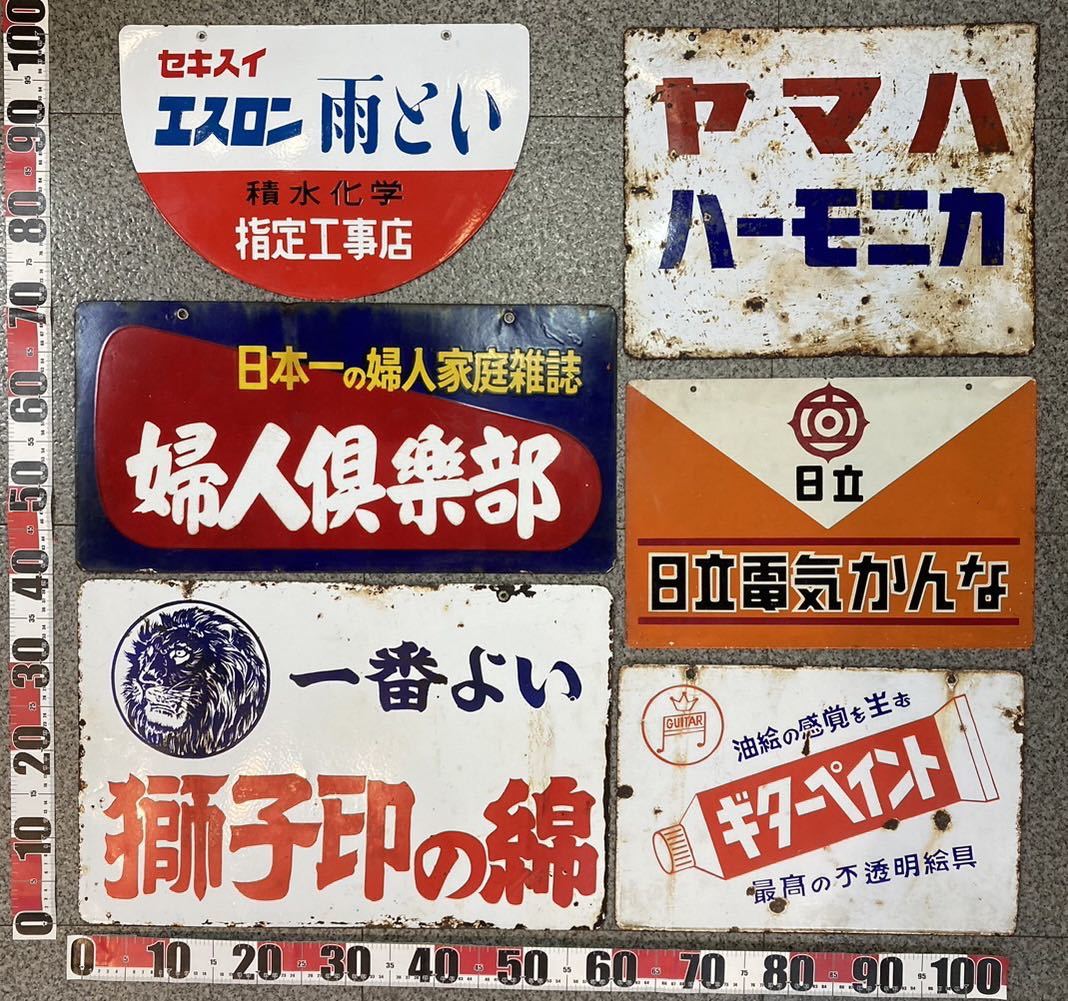 セキスイ
エスロン 雨とい
積水化学
指定工事店
ヤマハ
ハーモニカ
日本一の婦人家庭雑誌
婦人倶樂部
日立
日立電気かんな
一番よい
獅子印の綿
GUITAR
油絵の感覚を生む
ギターペイント
最高の不透明絵具
100
90
80
70
60
50
40
30
20
10
0
0 10 20 30 40 50 60 70 80 90 100